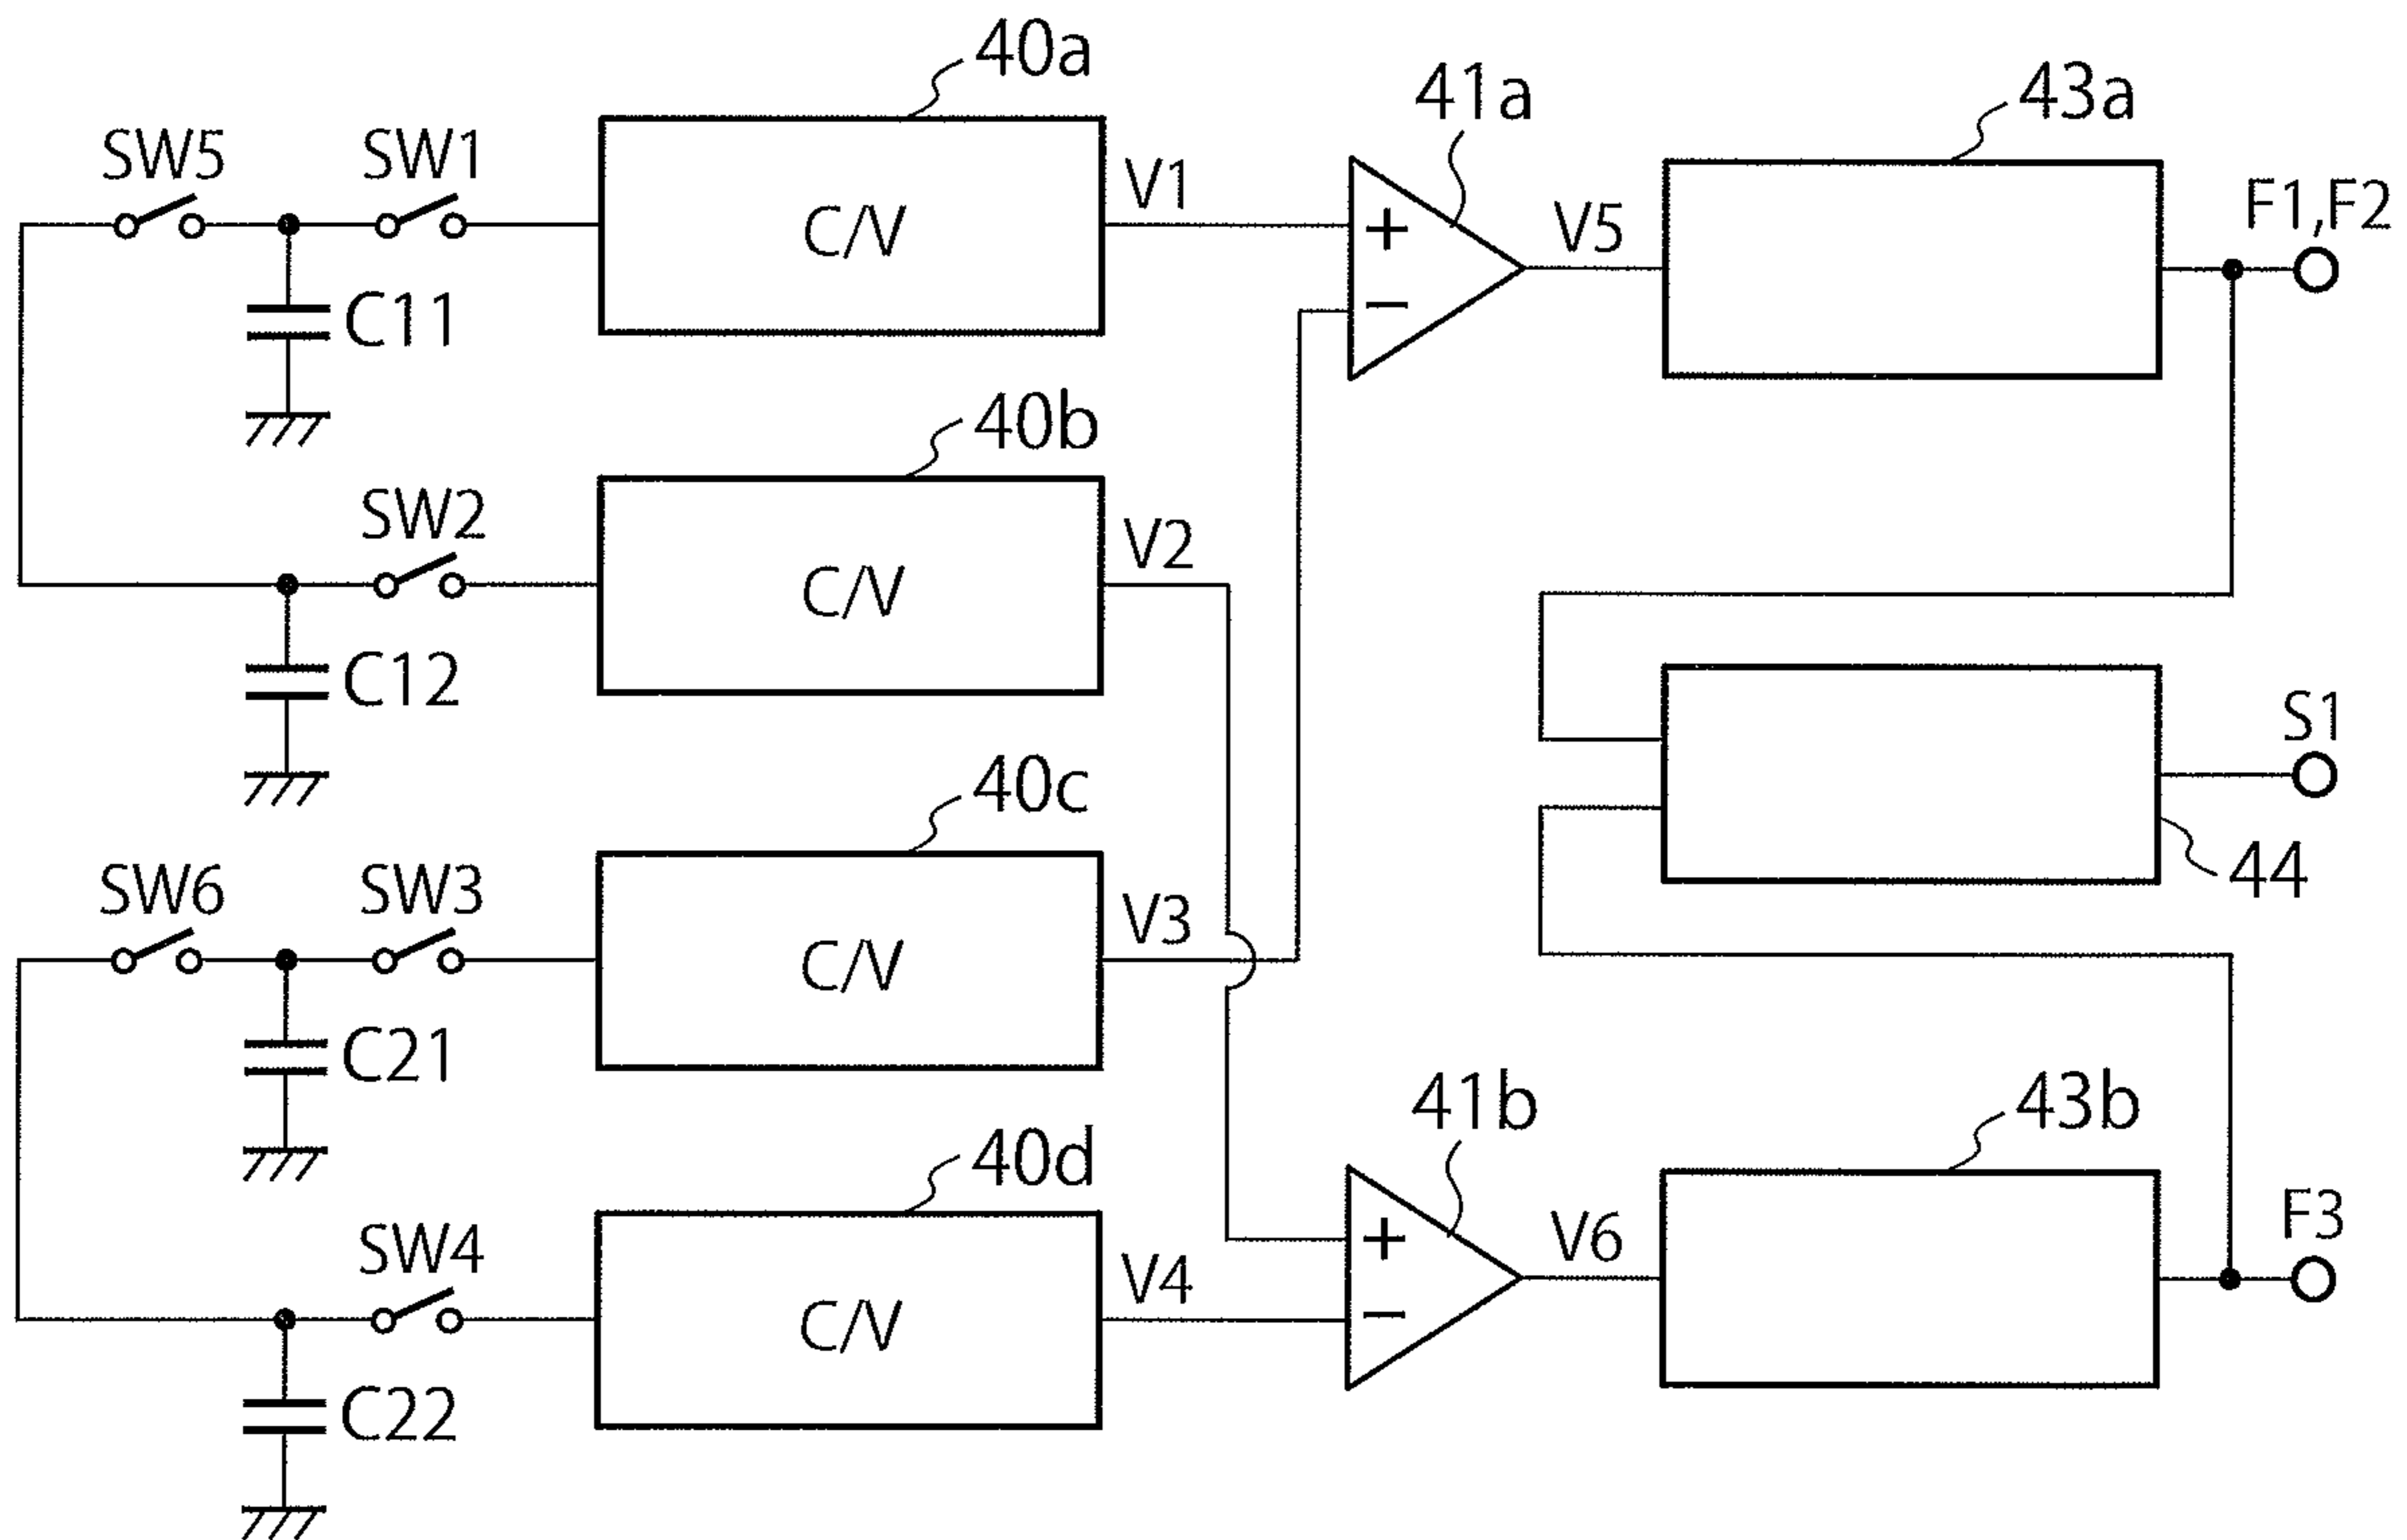 40a
41a
43a
SW5
SW1
C/V
V1
V5
F1,F2
C11
40b
SW2
C/V
V2
C12
S1
40c
44
SW6
SW3
C/V
V3
C21
40d
41b
43b
SW4
C/V
V4
V6
F3
C22
+
−
+
−